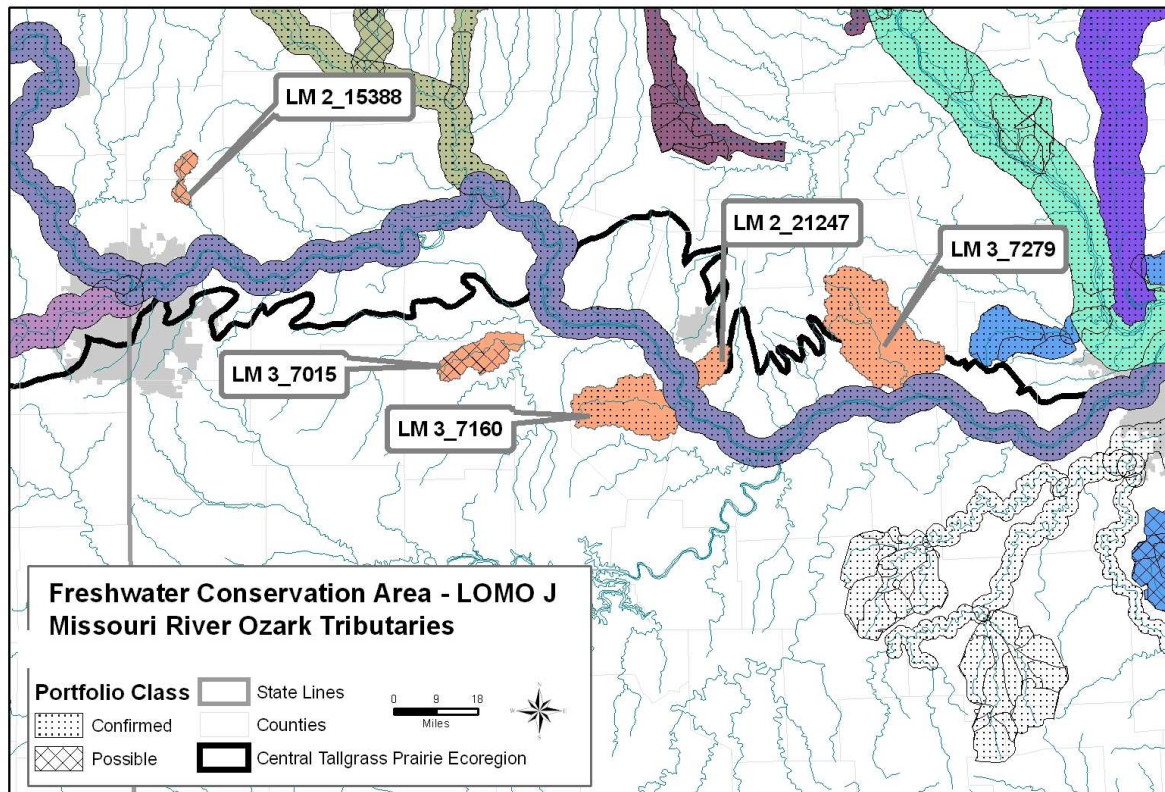 LM 2_15388
LM 2_21247
LM 3_7279
LM 3_7015
LM 3_7160
Freshwater Conservation Area - LOMO J
Missouri River Ozark Tributaries
Portfolio Class
Confirmed
Possible
State Lines
Counties
Central Tallgrass Prairie Ecoregion
0 9 18
Miles
N
W E
S